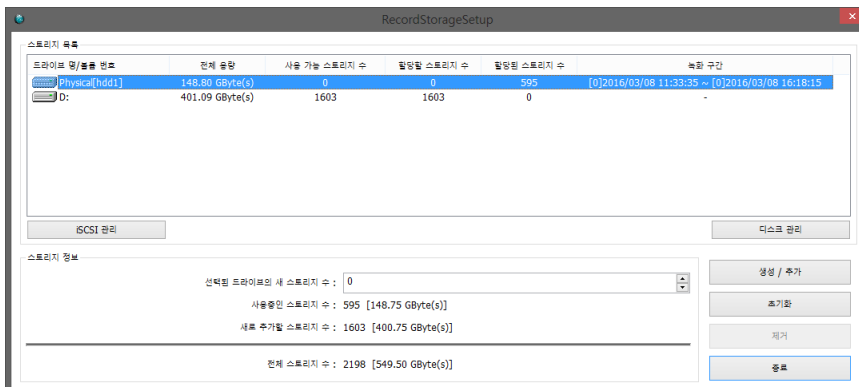 RecordStorageSetup
스토리지 목록
드라이브 명/볼륨 번호 전체 용량 사용 가능 스토리지 수 할당할 스토리지 수 할당된 스토리지 수 녹화 구간
Physical[hdd1] 148.80 GByte(s) 0 0 595 [0]2016/03/08 11:33:35 ~ [0]2016/03/08 16:18:15
D: 401.09 GByte(s) 1603 1603 0 -
iSCSI 관리 디스크 관리
스토리지 정보
선택된 드라이브의 새 스토리지 수 : 0
사용중인 스토리지 수 : 595 [148.75 GByte(s)]
새로 추가할 스토리지 수 : 1603 [400.75 GByte(s)]
전체 스토리지 수 : 2198 [549.50 GByte(s)]
생성 / 추가
초기화
제거
종료